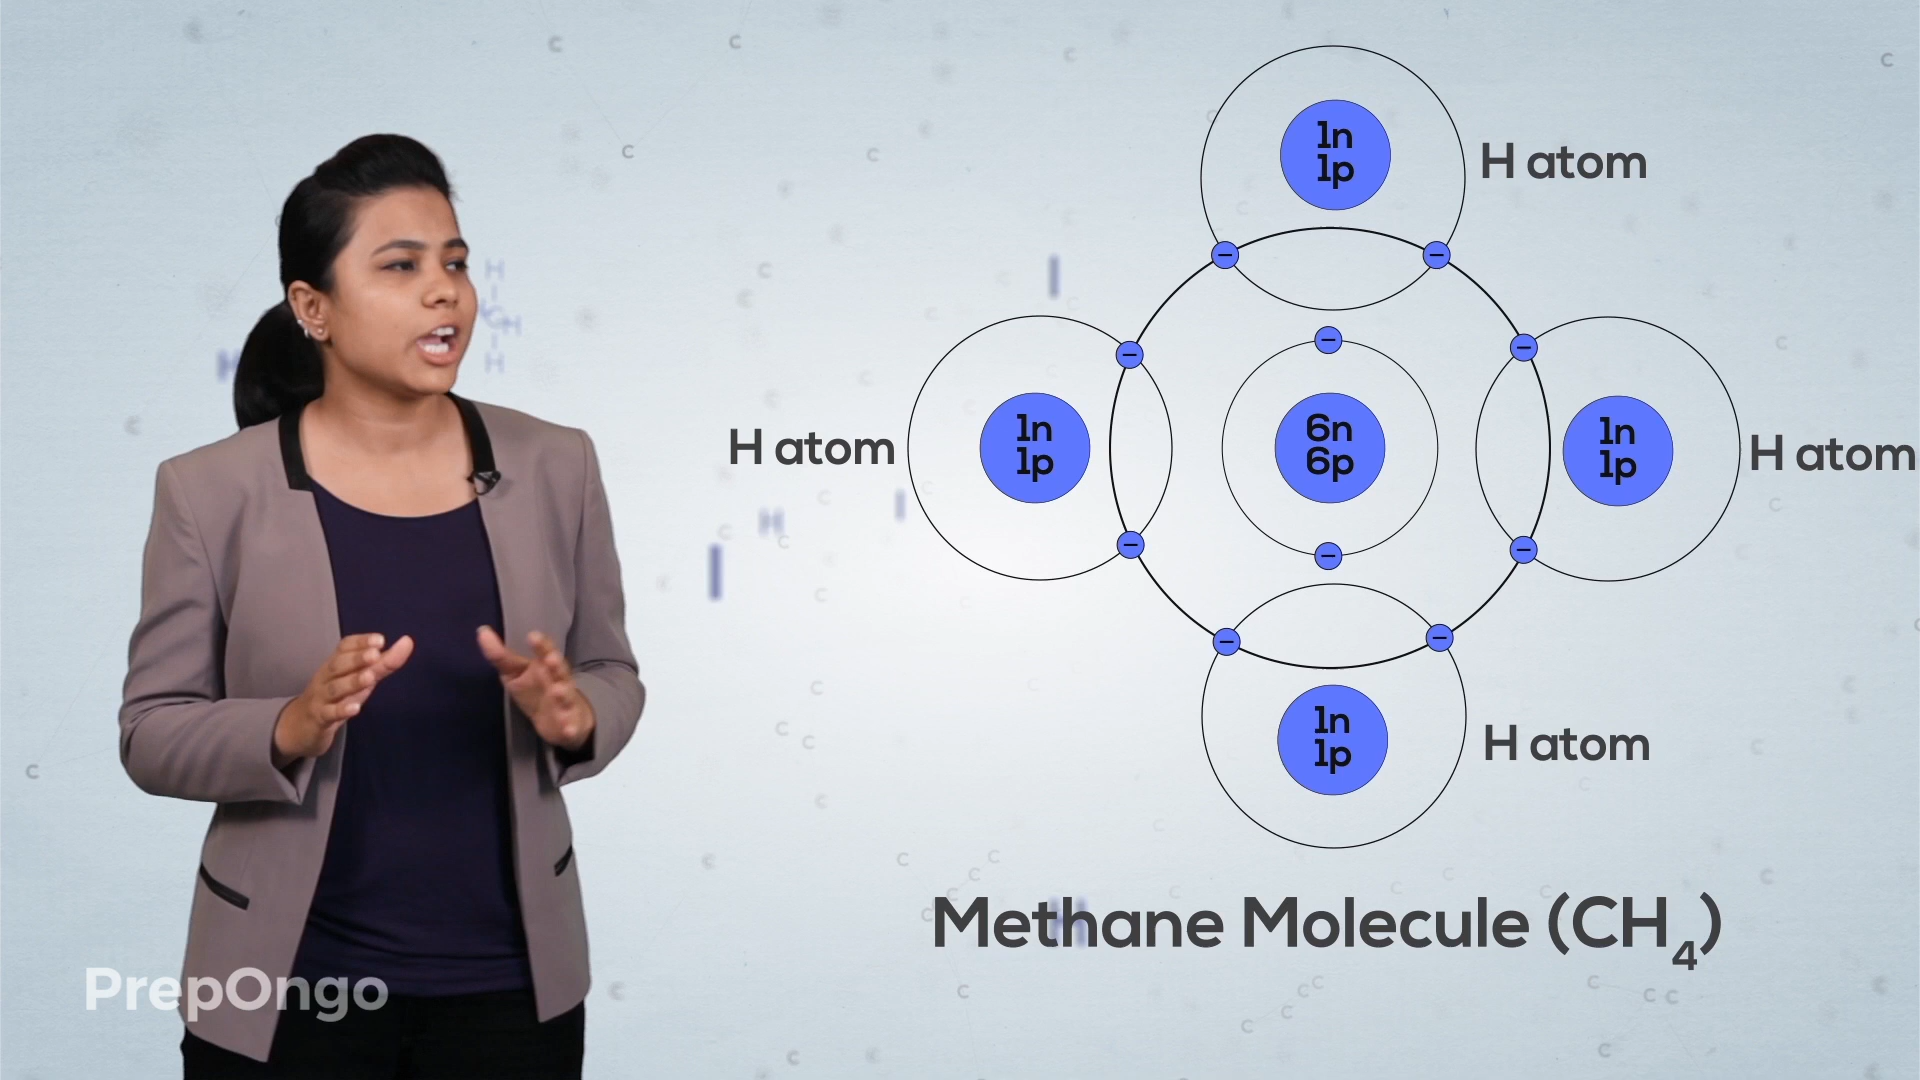 1n
1p
H atom
H atom
1n
1p
6n
6p
1n
1p
H atom
1n
1p
H atom
Methane Molecule (CH₄)
PrepOngo